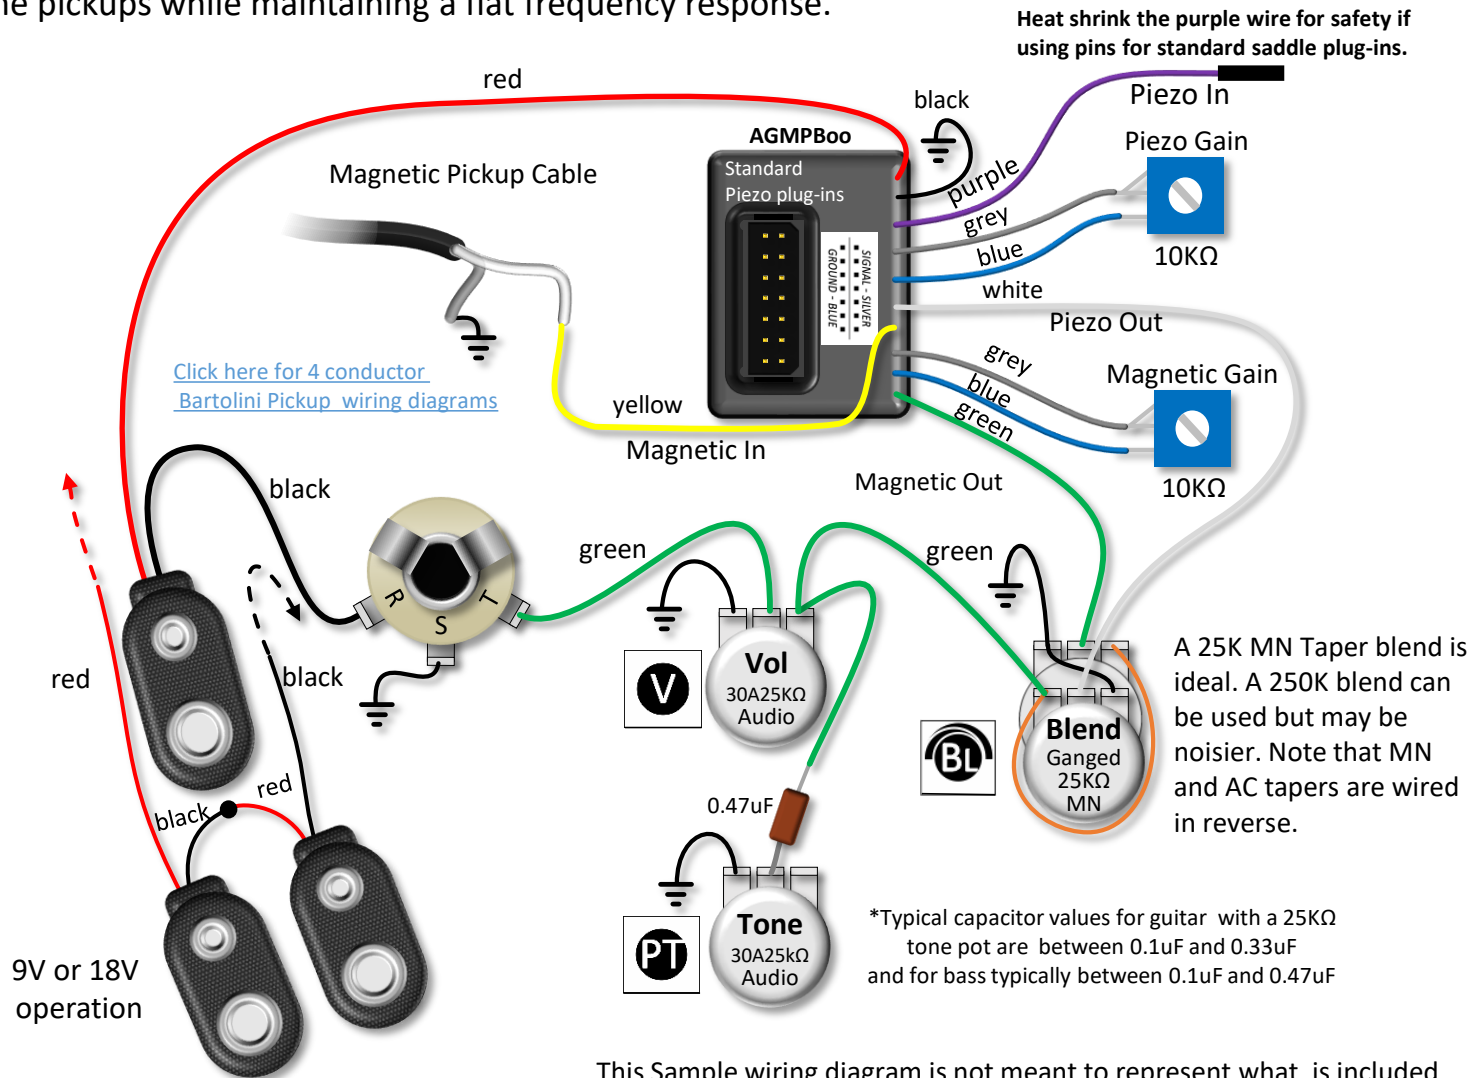 he pickups while maintaining a flat frequency response.
Heat shrink the purple wire for safety if
using pins for standard saddle plug-ins.
red
black
Piezo In
AGMPBoo
Piezo Gain
Magnetic Pickup Cable
Standard
Piezo plug-ins
purple
grey
blue
10KΩ
SIGNAL - SILVER
GROUND - BLUE
white
Piezo Out
Click here for 4 conductor
Bartolini Pickup wiring diagrams
grey
Magnetic Gain
blue
yellow
green
Magnetic In
black
Magnetic Out
10KΩ
green
green
R
S
T
black
red
V
Vol
30A25KΩ
Audio
A 25K MN Taper blend is
ideal. A 250K blend can
be used but may be
noisier. Note that MN
and AC tapers are wired
in reverse.
BL
Blend
Ganged
25KΩ
MN
red
black
0.47uF
PT
Tone
30A25kΩ
Audio
*Typical capacitor values for guitar with a 25KΩ
tone pot are between 0.1uF and 0.33uF
and for bass typically between 0.1uF and 0.47uF
9V or 18V
operation
This Sample wiring diagram is not meant to represent what is included